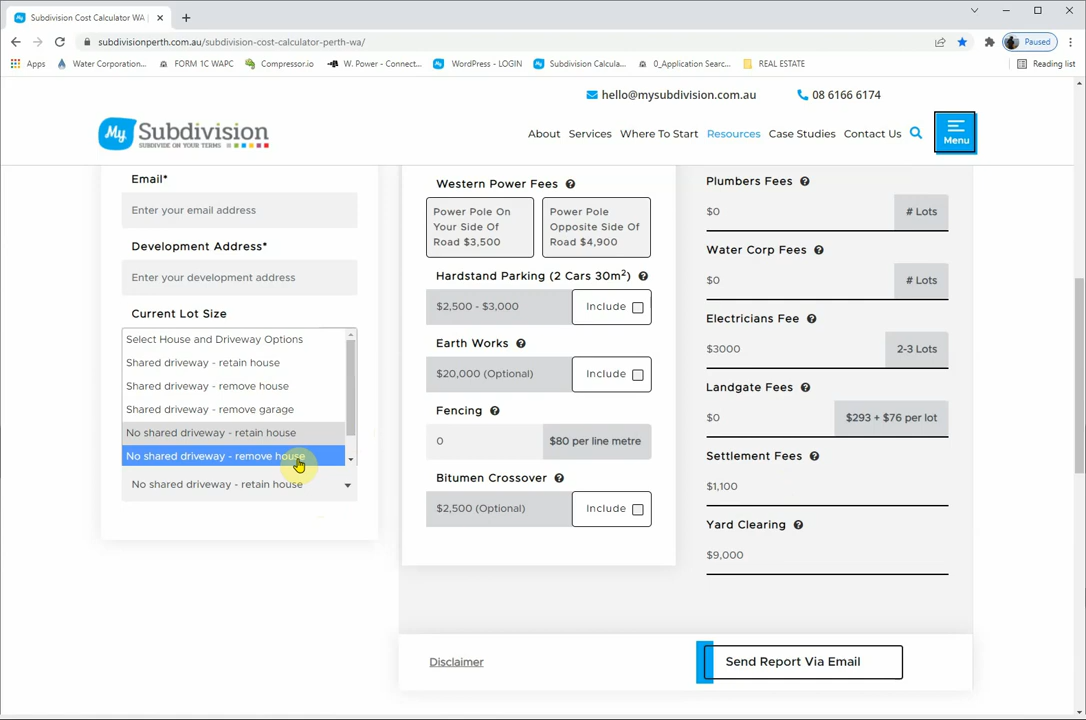 Subdivision Cost Calculator WA |
subdivisionperth.com.au/subdivision-cost-calculator-perth-wa/
Paused
Apps
Water Corporation...
FORM 1C WAPC
Compressor.io
W. Power - Connect...
WordPress - LOGIN
Subdivision Calcula...
0_Application Searc...
REAL ESTATE
Reading list
hello@mysubdivision.com.au
08 6166 6174
My Subdivision
SUBDIVIDE ON YOUR TERMS
About
Services
Where To Start
Resources
Case Studies
Contact Us
Menu
Email*
Enter your email address
Development Address*
Enter your development address
Current Lot Size
Select House and Driveway Options
Shared driveway - retain house
Shared driveway - remove house
Shared driveway - remove garage
No shared driveway - retain house
No shared driveway - remove house
No shared driveway - retain house
Western Power Fees ?
Power Pole On
Your Side Of
Road $3,500
Power Pole
Opposite Side Of
Road $4,900
Hardstand Parking (2 Cars 30m²) ?
$2,500 - $3,000
Include
Earth Works ?
$20,000 (Optional)
Include
Fencing ?
0
$80 per line metre
Bitumen Crossover ?
$2,500 (Optional)
Include
Plumbers Fees ?
$0
# Lots
Water Corp Fees ?
$0
# Lots
Electricians Fee ?
$3000
2-3 Lots
Landgate Fees ?
$0
$293 + $76 per lot
Settlement Fees ?
$1,100
Yard Clearing ?
$9,000
Disclaimer
Send Report Via Email